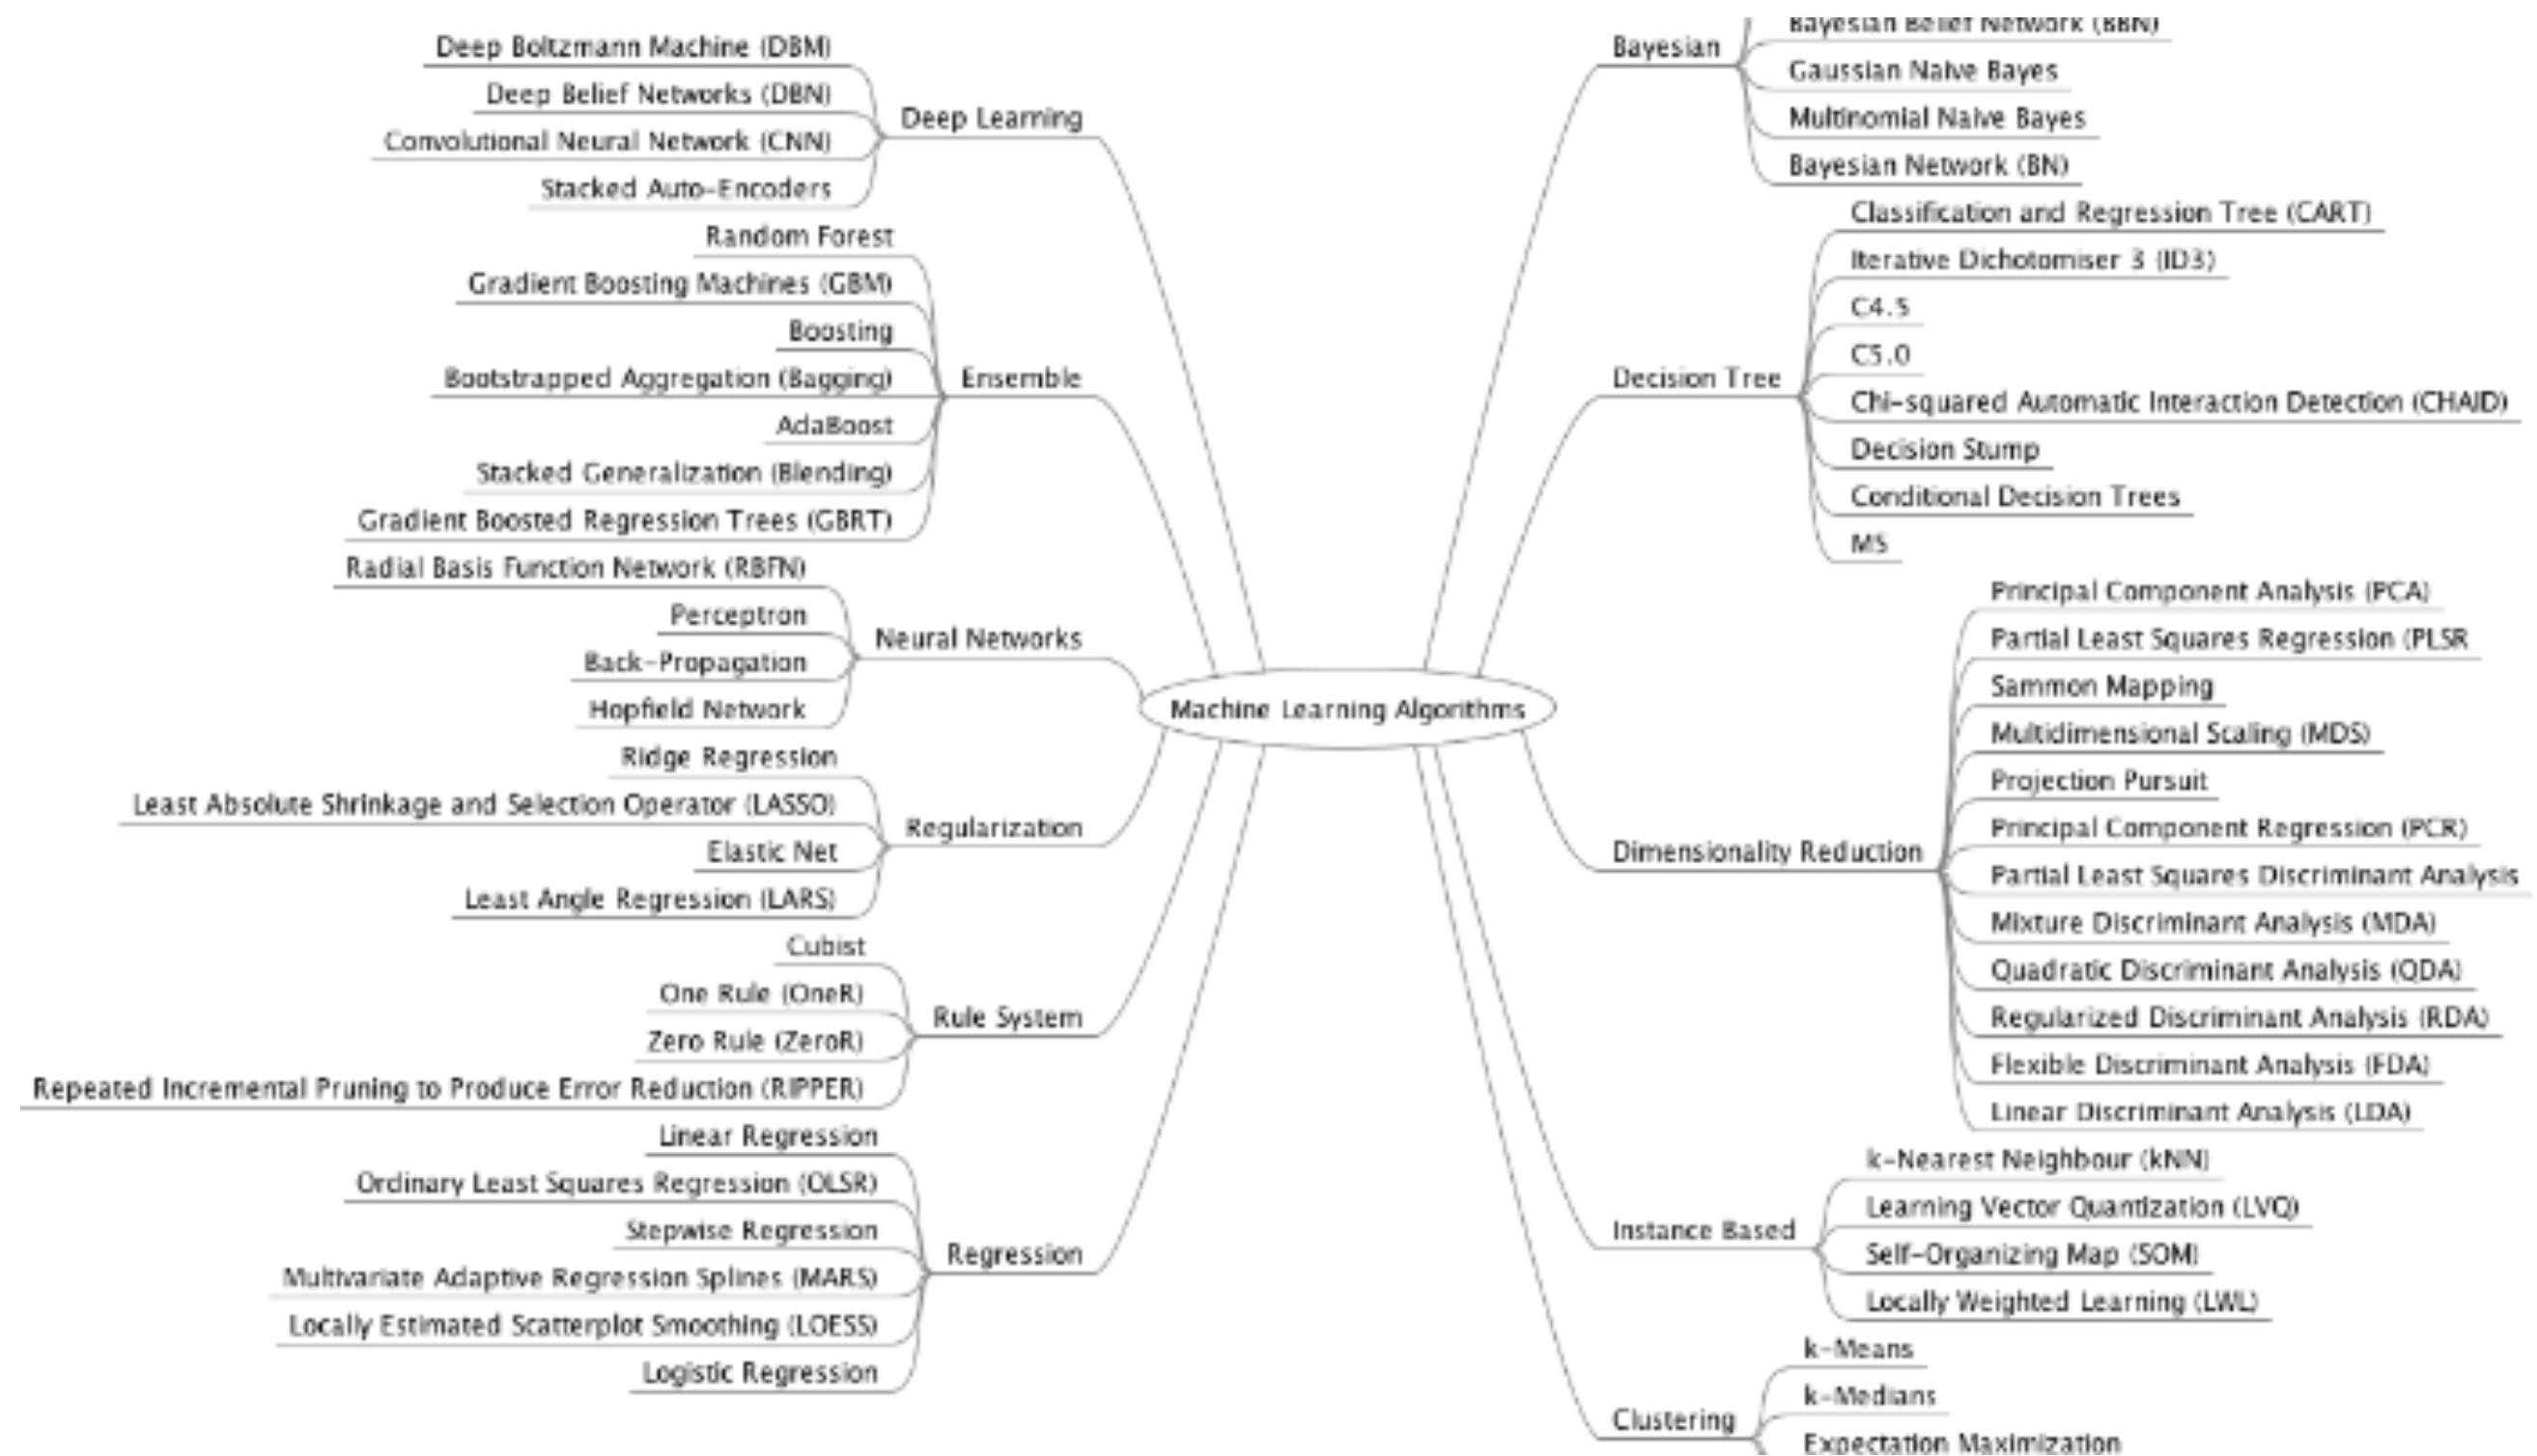 Deep Boltzmann Machine (DBM)
Deep Belief Networks (DBN)
Convolutional Neural Network (CNN)
Stacked Auto-Encoders
Deep Learning
Random Forest
Gradient Boosting Machines (GBM)
Boosting
Bootstrapped Aggregation (Bagging)
AdaBoost
Stacked Generalization (Blending)
Gradient Boosted Regression Trees (GBRT)
Ensemble
Radial Basis Function Network (RBFN)
Perceptron
Back-Propagation
Hopfield Network
Neural Networks
Ridge Regression
Least Absolute Shrinkage and Selection Operator (LASSO)
Elastic Net
Least Angle Regression (LARS)
Regularization
Cubist
One Rule (OneR)
Zero Rule (ZeroR)
Repeated Incremental Pruning to Produce Error Reduction (RIPPER)
Rule System
Linear Regression
Ordinary Least Squares Regression (OLSR)
Stepwise Regression
Multivariate Adaptive Regression Splines (MARS)
Locally Estimated Scatterplot Smoothing (LOESS)
Logistic Regression
Regression
Machine Learning Algorithms
Bayesian
Bayesian Belief Network (BBN)
Gaussian Naive Bayes
Multinomial Naive Bayes
Bayesian Network (BN)
Decision Tree
Classification and Regression Tree (CART)
Iterative Dichotomiser 3 (ID3)
C4.5
C5.0
Chi-squared Automatic Interaction Detection (CHAID)
Decision Stump
Conditional Decision Trees
M5
Dimensionality Reduction
Principal Component Analysis (PCA)
Partial Least Squares Regression (PLSR
Sammon Mapping
Multidimensional Scaling (MDS)
Projection Pursuit
Principal Component Regression (PCR)
Partial Least Squares Discriminant Analysis
Mixture Discriminant Analysis (MDA)
Quadratic Discriminant Analysis (QDA)
Regularized Discriminant Analysis (RDA)
Flexible Discriminant Analysis (FDA)
Linear Discriminant Analysis (LDA)
Instance Based
k-Nearest Neighbour (kNN)
Learning Vector Quantization (LVQ)
Self-Organizing Map (SOM)
Locally Weighted Learning (LWL)
Clustering
k-Means
k-Medians
Expectation Maximization